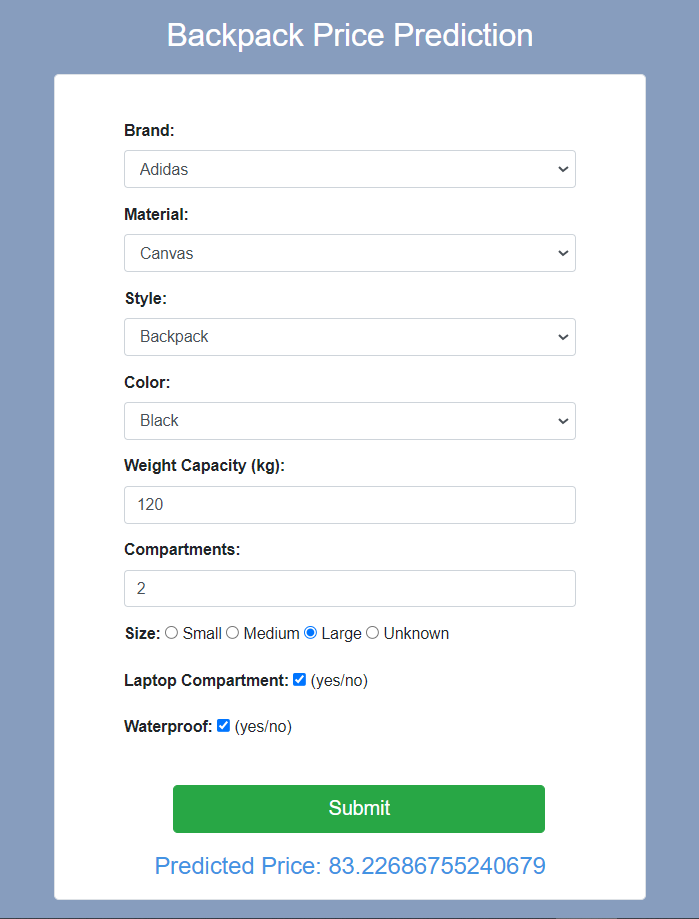 Backpack Price Prediction
Brand:
Adidas
Material:
Canvas
Style:
Backpack
Color:
Black
Weight Capacity (kg):
120
Compartments:
2
Size: Small Medium Large Unknown
Laptop Compartment: (yes/no)
Waterproof: (yes/no)
Submit
Predicted Price: 83.22686755240679